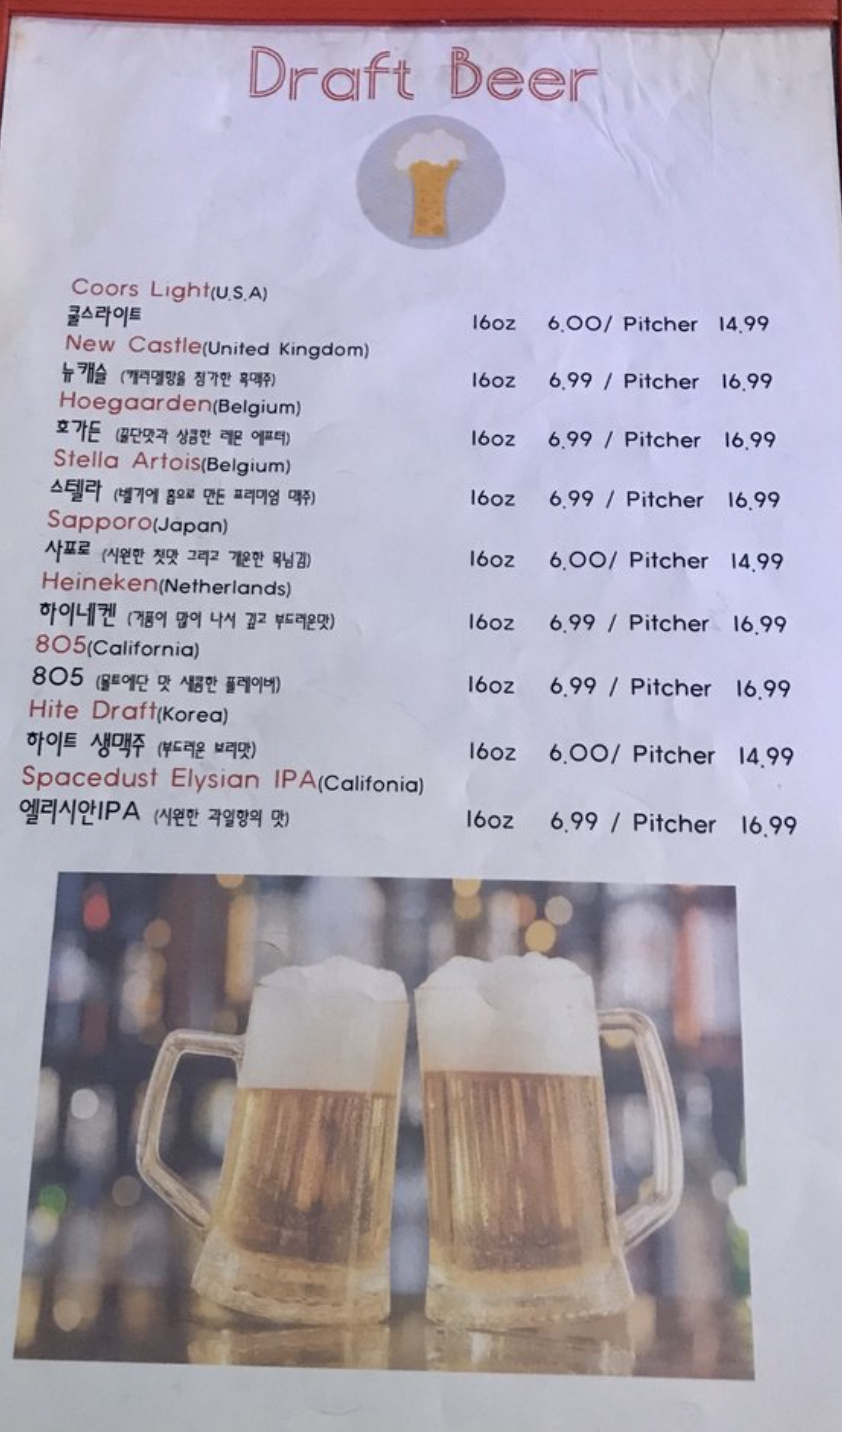 Draft Beer
Coors Light(U.S.A)
쿨스라이트 16oz 6.00/ Pitcher 14.99
New Castle(United Kingdom)
뉴캐슬 (캐러멜향을 첨가한 흑맥주) 16oz 6.99 / Pitcher 16.99
Hoegaarden(Belgium)
호가든 (꿀단맛과 상큼한 레몬 에프터) 16oz 6.99 / Pitcher 16.99
Stella Artois(Belgium)
스텔라 (벨기에 홉으로 만든 프리미엄 맥주) 16oz 6.99 / Pitcher 16.99
Sapporo(Japan)
사포로 (시원한 첫맛 그리고 개운한 목넘김) 16oz 6.00/ Pitcher 14.99
Heineken(Netherlands)
하이네켄 (거품이 많이 나서 깊고 부드러운맛) 16oz 6.99 / Pitcher 16.99
805(California)
805 (몰트에단 맛 새콤한 플레이버) 16oz 6.99 / Pitcher 16.99
Hite Draft(Korea)
하이트 생맥주 (부드러운 보리맛) 16oz 6.00/ Pitcher 14.99
Spacedust Elysian IPA(Califonia)
엘리시안IPA (시원한 과일향의 맛) 16oz 6.99 / Pitcher 16.99